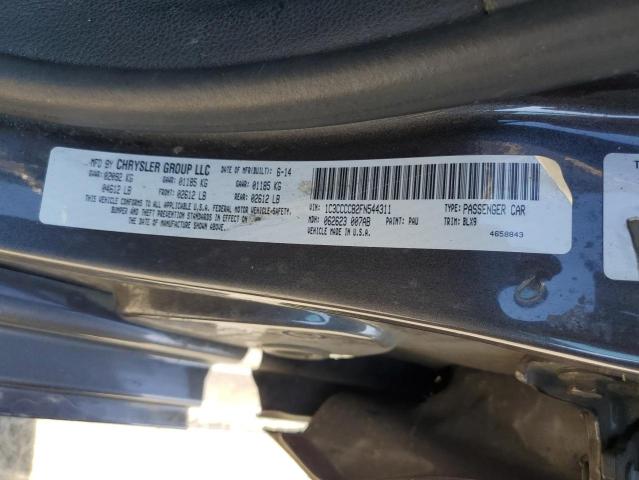 MFD BY CHRYSLER GROUP LLC DATE OF MFR(BUILT): 6-14
GVWR: 02092 KG GAWR: 01185 KG GAWR: 01185 KG
04612 LB FRONT: 02612 LB REAR: 02612 LB
THIS VEHICLE CONFORMS TO ALL APPLICABLE U.S.A. FEDERAL MOTOR VEHICLE-SAFETY,
BUMPER AND THEFT PREVENTION STANDARDS IN EFFECT ON
THE DATE OF MANUFACTURE SHOWN ABOVE.
VIN: 1C3CCCCB2FN544311 TYPE: PASSENGER CAR
MDH: 062623 007AB PAINT: PAU TRIM: BLX9
VEHICLE MADE IN U.S.A.
4658843